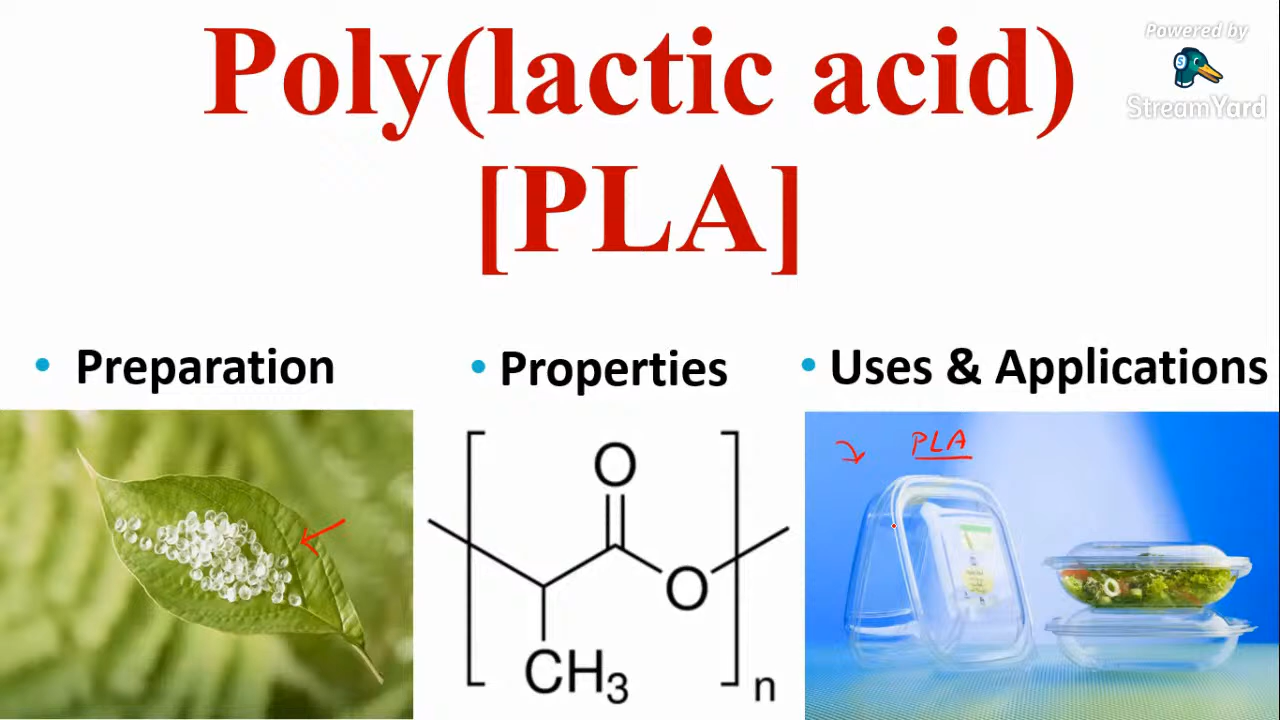 Poly(lactic acid)
[PLA]
Powered by
StreamYard
• Preparation
• Properties
• Uses & Applications
PLA
O
O
CH3
n